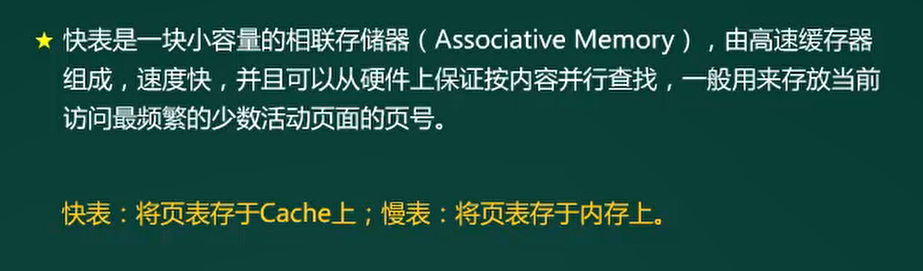 ★ 快表是一块小容量的相联存储器（Associative Memory），由高速缓存器
组成，速度快，并且可以从硬件上保证按内容并行查找，一般用来存放当前
访问最频繁的少数活动页面的页号。
快表：将页表存于Cache上；慢表：将页表存于内存上。